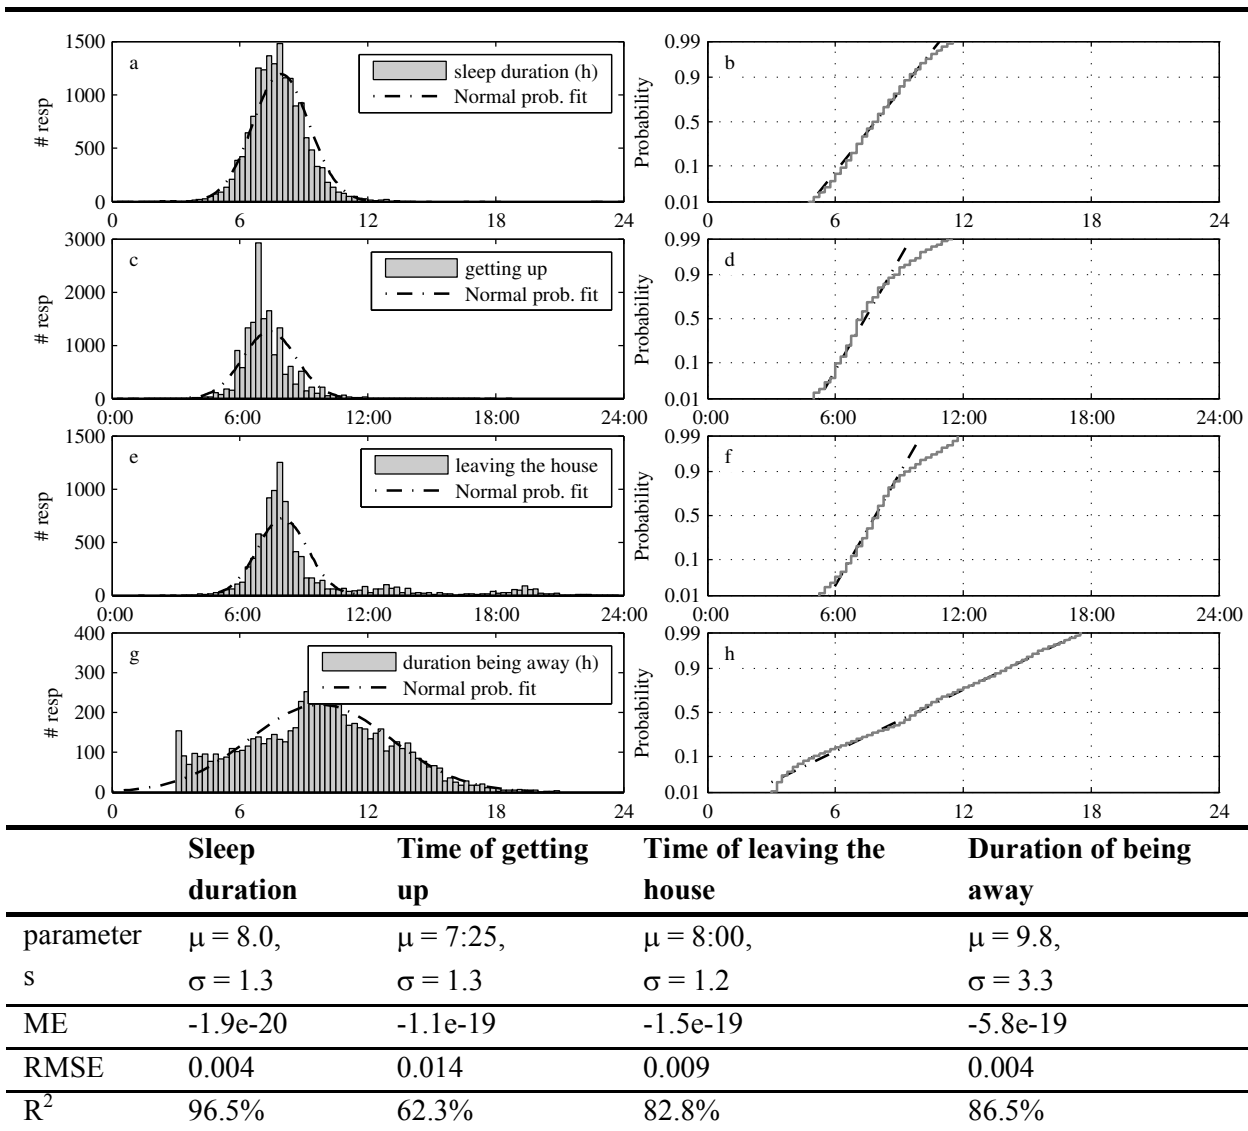 1500
1000
500
0
# resp
a
sleep duration (h)
Normal prob. fit
0 6 12 18 24
0.99
0.9
0.5
0.1
0.01
Probability
b
0 6 12 18 24
3000
2000
1000
0
# resp
c
getting up
Normal prob. fit
0:00 6:00 12:00 18:00 24:00
0.99
0.9
0.5
0.1
0.01
Probability
d
0:00 6:00 12:00 18:00 24:00
1500
1000
500
0
# resp
e
leaving the house
Normal prob. fit
0:00 6:00 12:00 18:00 24:00
0.99
0.9
0.5
0.1
0.01
Probability
f
0:00 6:00 12:00 18:00 24:00
400
300
200
100
0
# resp
g
duration being away (h)
Normal prob. fit
0 6 12 18 24
0.99
0.9
0.5
0.1
0.01
Probability
h
0 6 12 18 24
Sleep Time of getting Time of leaving the Duration of being
duration up house away
parameter μ = 8.0, μ = 7:25, μ = 8:00, μ = 9.8,
s σ = 1.3 σ = 1.3 σ = 1.2 σ = 3.3
ME -1.9e-20 -1.1e-19 -1.5e-19 -5.8e-19
RMSE 0.004 0.014 0.009 0.004
R² 96.5% 62.3% 82.8% 86.5%